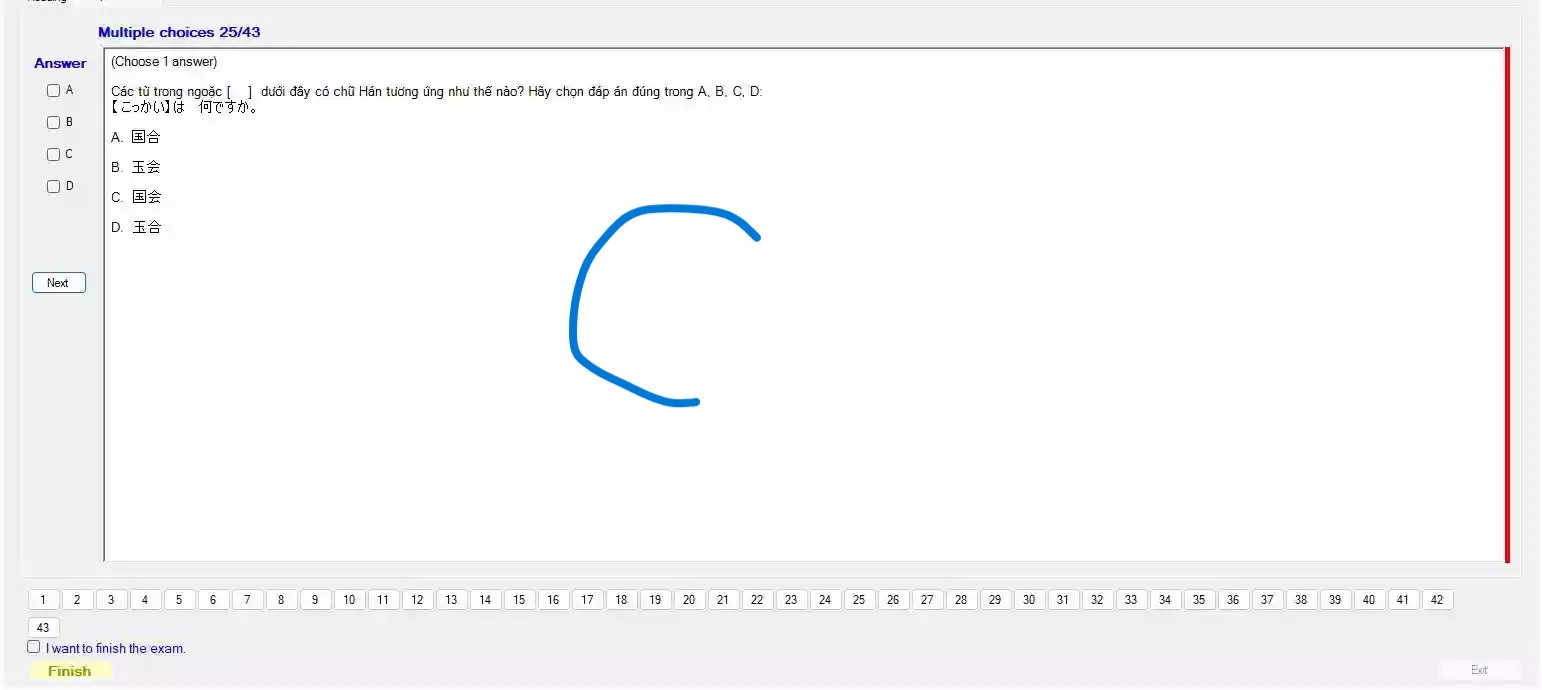 Multiple choices 25/43
Answer
(Choose 1 answer)
A
B
C
D
Các từ trong ngoặc [    ]  dưới đây có chữ Hán tương ứng như thế nào? Hãy chọn đáp án đúng trong A, B, C, D:
【こっかい】は　何ですか。
A. 国合
B. 玉会
C. 国会
D. 玉合
C
Next
1 2 3 4 5 6 7 8 9 10 11 12 13 14 15 16 17 18 19 20 21 22 23 24 25 26 27 28 29 30 31 32 33 34 35 36 37 38 39 40 41 42
43
I want to finish the exam.
Finish
Exit